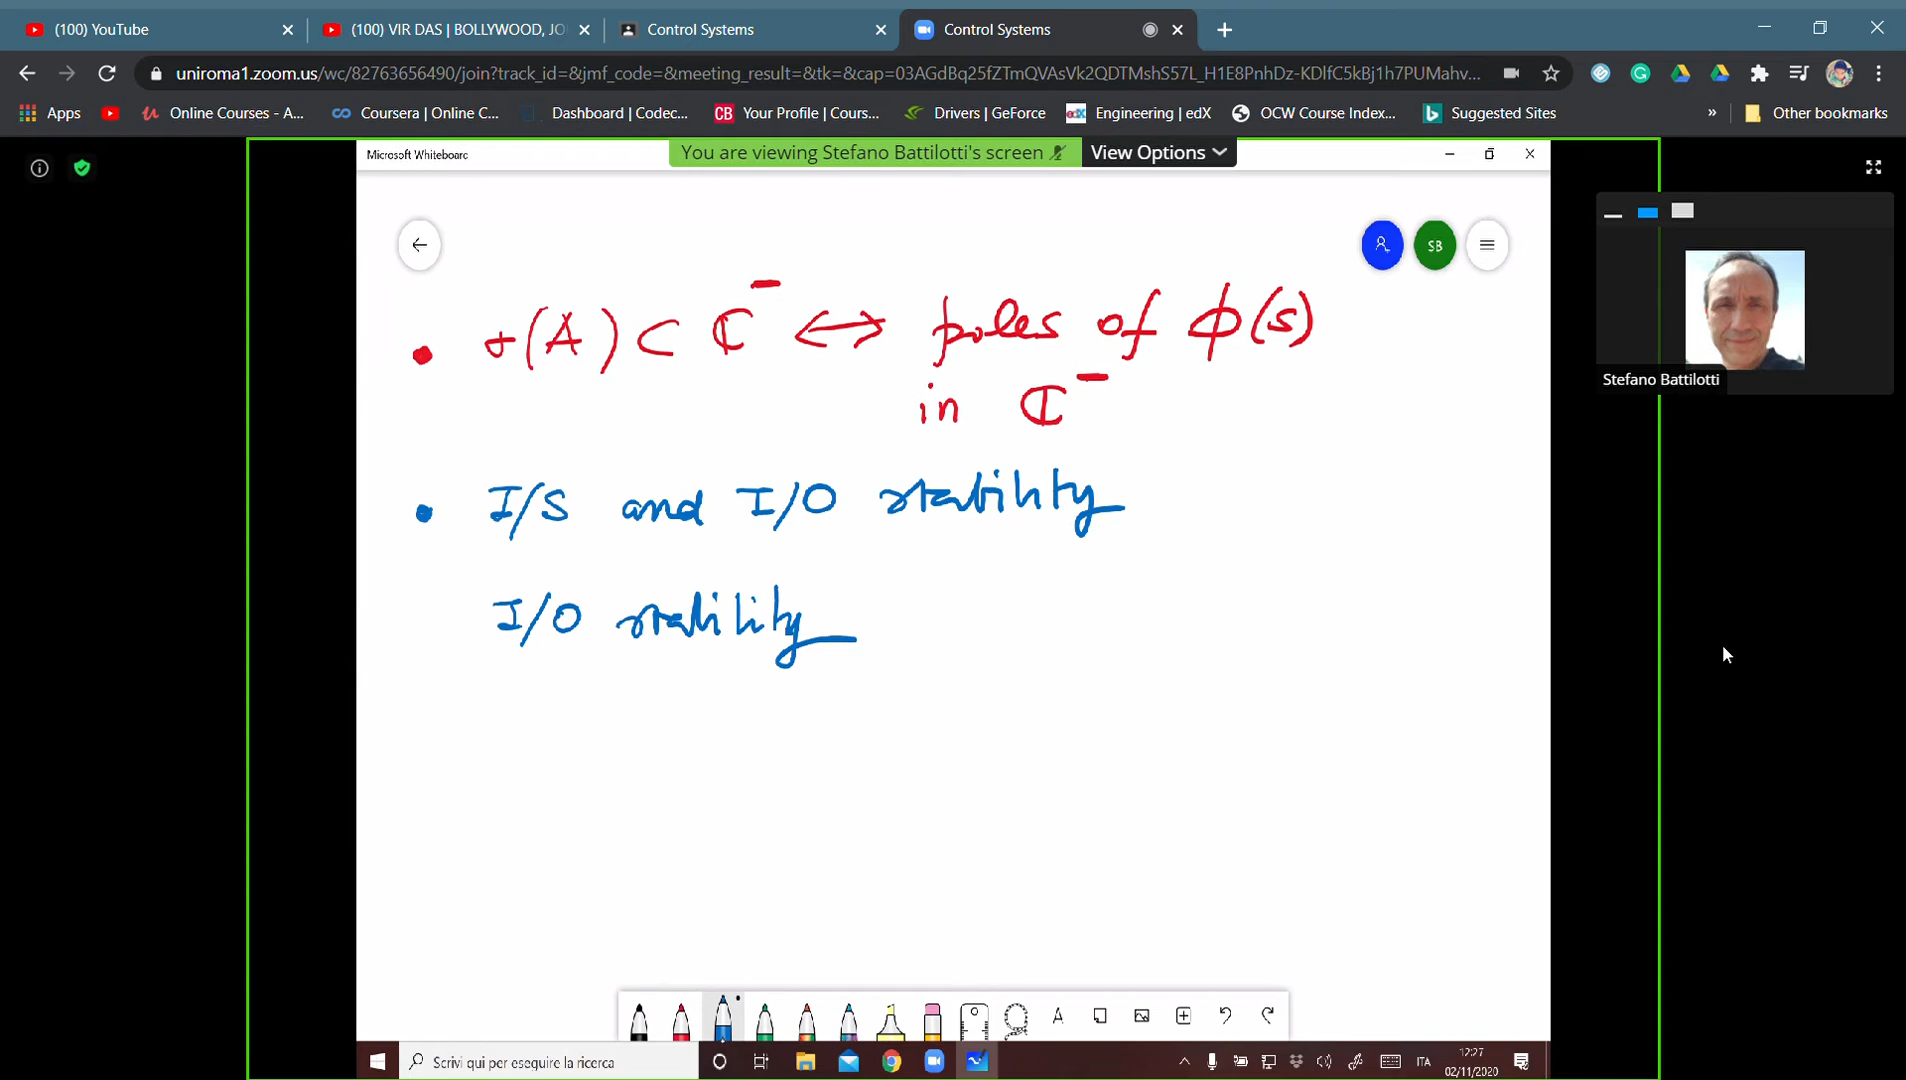 (100) YouTube
(100) VIR DAS | BOLLYWOOD, JO
Control Systems
Control Systems
uniroma1.zoom.us/wc/82763656490/join?track_id=&jmf_code=&meeting_result=&tk=&cap=03AGdBq25fZTmQVAsVk2QDTMshS57L_H1E8PnhDz-KDlfC5kBj1h7PUMahv...
Apps
Online Courses - A...
Coursera | Online C...
Dashboard | Codec...
CB
Your Profile | Cours...
Drivers | GeForce
edX
Engineering | edX
OCW Course Index...
Suggested Sites
»
Other bookmarks
Microsoft Whiteboard
You are viewing Stefano Battilotti's screen
View Options
SB
Stefano Battilotti
• σ(A) ⊂ ℂ⁻ ↔ poles of ϕ(s)
in ℂ⁻
• I/S and I/O stability
I/O stability
A
Scrivi qui per eseguire la ricerca
ITA
12:27
02/11/2020